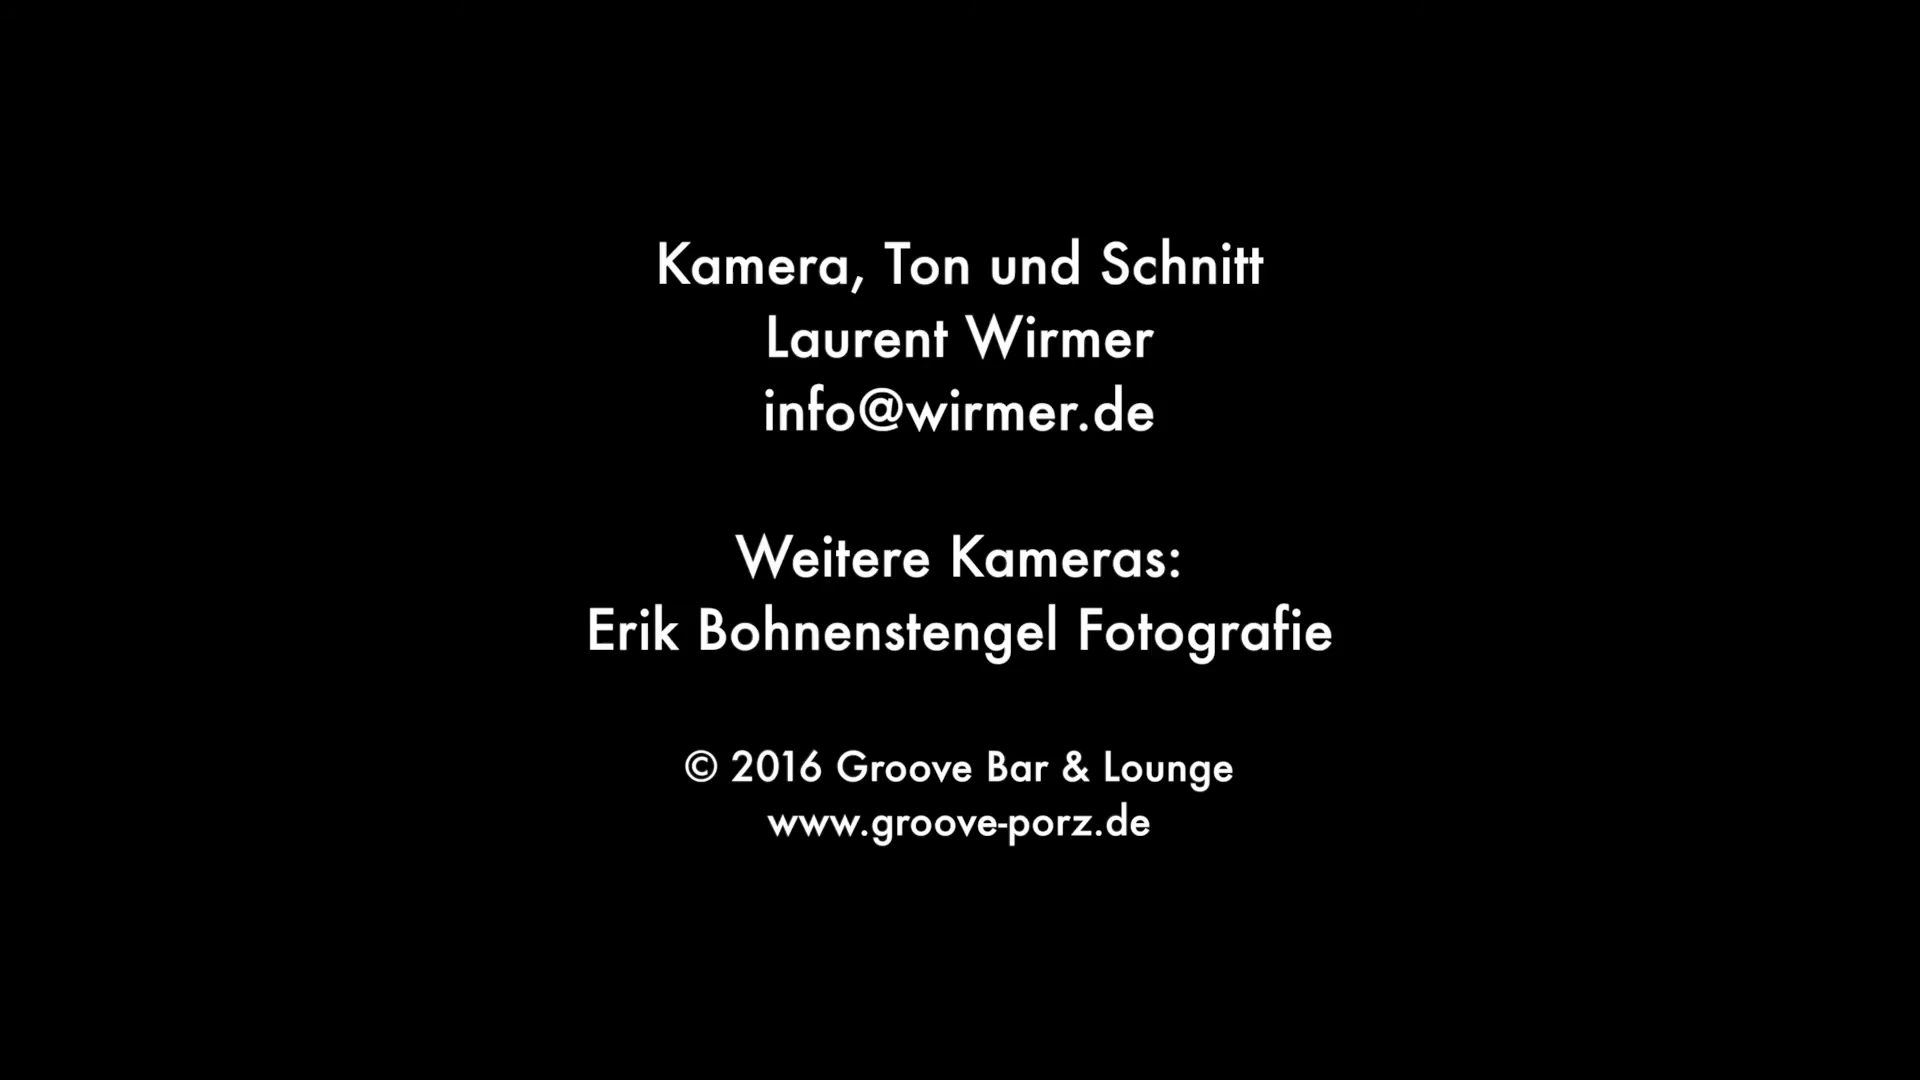 Kamera, Ton und Schnitt
Laurent Wirmer
info@wirmer.de
Weitere Kameras:
Erik Bohnenstengel Fotografie
© 2016 Groove Bar & Lounge
www.groove-porz.de